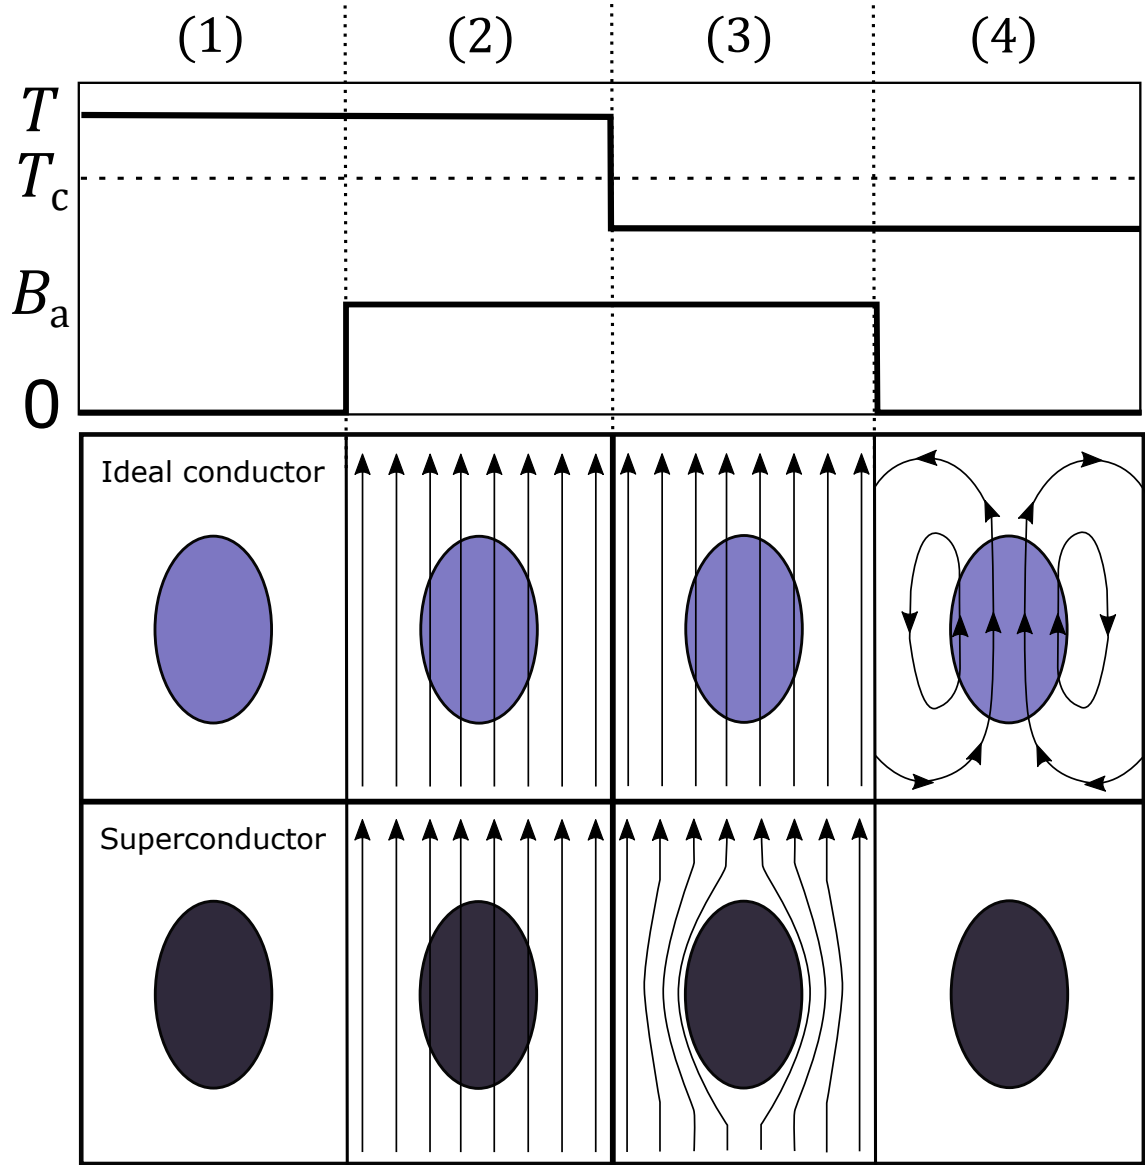 (1) (2) (3) (4)
T
Tc
Ba
0
Ideal conductor
Superconductor